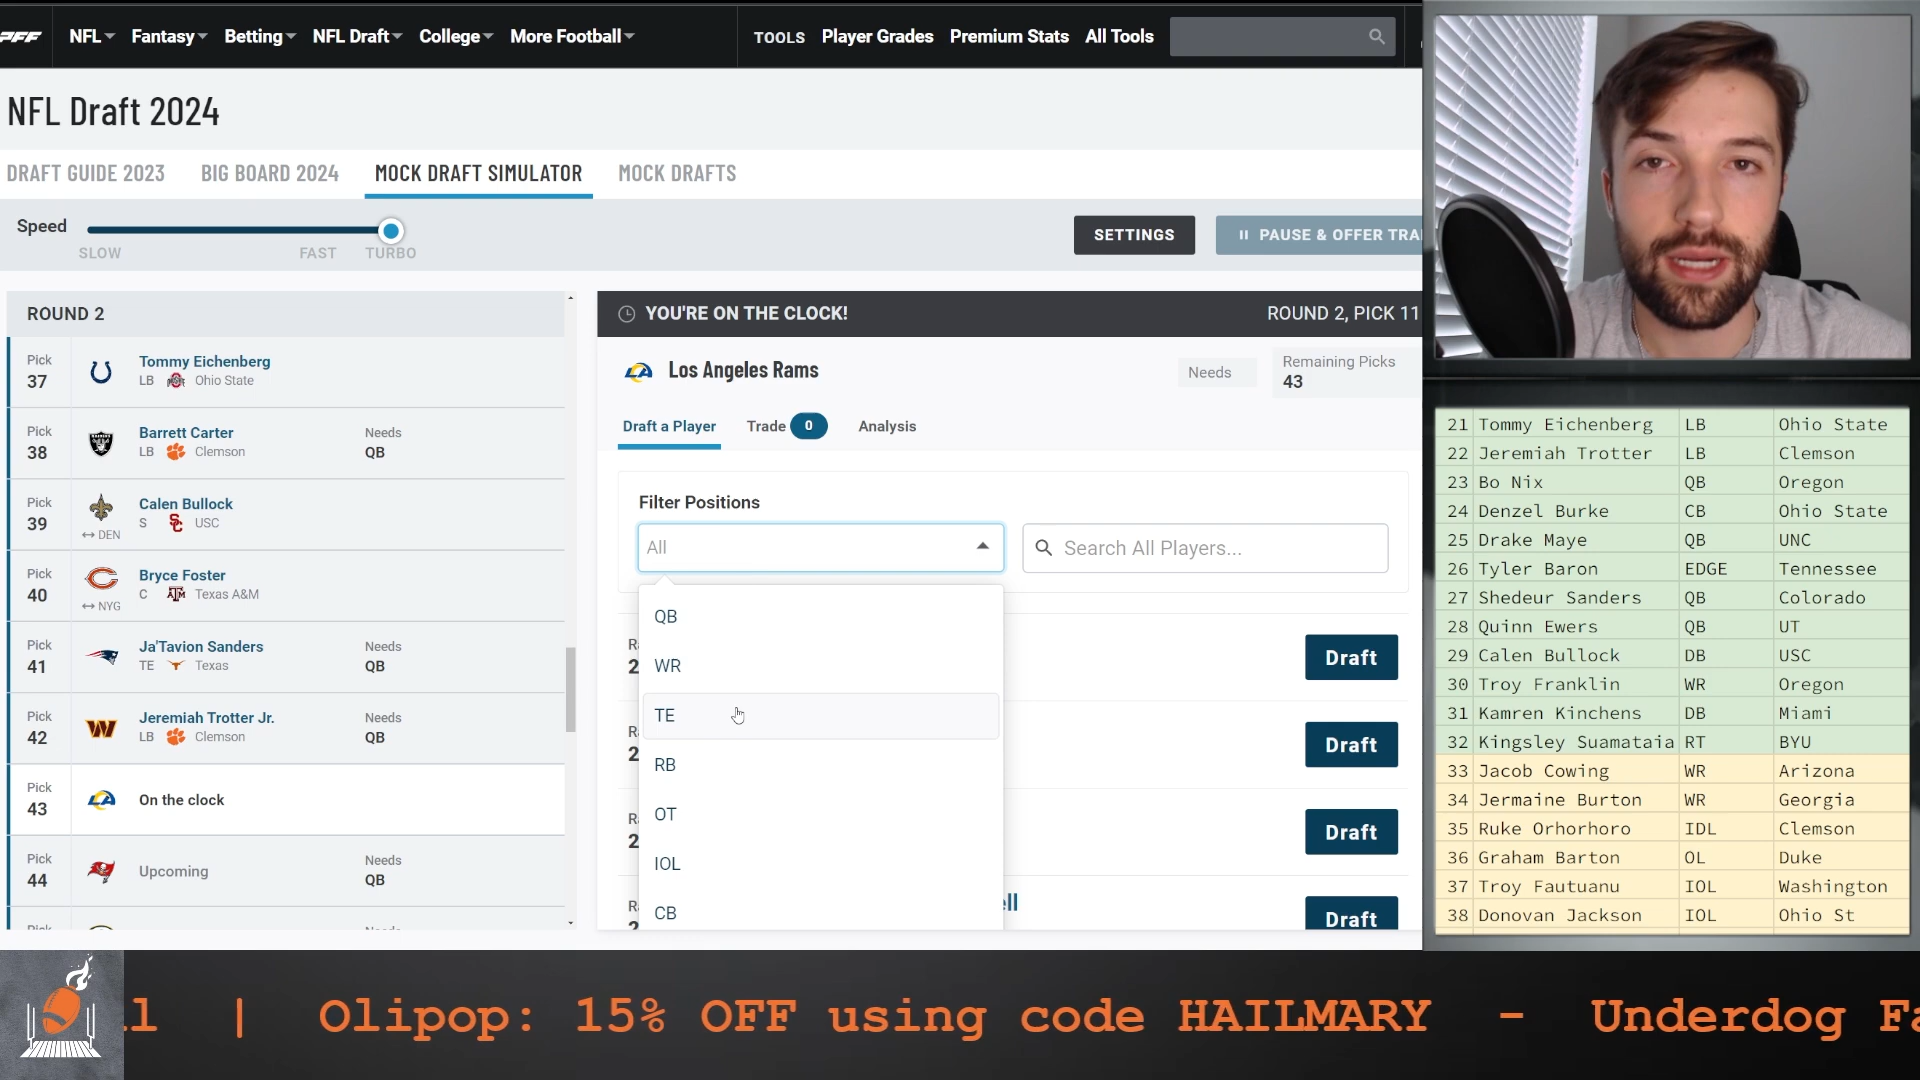 PFF NFL Fantasy Betting NFL Draft College More Football TOOLS Player Grades Premium Stats All Tools
NFL Draft 2024
DRAFT GUIDE 2023 BIG BOARD 2024 MOCK DRAFT SIMULATOR MOCK DRAFTS
Speed
SLOW FAST TURBO
SETTINGS
PAUSE & OFFER TRA
ROUND 2
Pick 37
Tommy Eichenberg
LB Ohio State
Pick 38
Barrett Carter
LB Clemson
Needs
QB
Pick 39
DEN
Calen Bullock
S USC
Pick 40
NYG
Bryce Foster
C Texas A&M
Pick 41
Ja'Tavion Sanders
TE Texas
Needs
QB
Pick 42
Jeremiah Trotter Jr.
LB Clemson
Needs
QB
Pick 43
On the clock
Pick 44
Upcoming
Needs
QB
YOU'RE ON THE CLOCK!
ROUND 2, PICK 11
Los Angeles Rams
Needs
Remaining Picks
43
Draft a Player Trade 0 Analysis
Filter Positions
All
Search All Players...
QB
WR
TE
RB
OT
IOL
CB
Draft
Draft
Draft
Draft
21 Tommy Eichenberg LB Ohio State
22 Jeremiah Trotter LB Clemson
23 Bo Nix QB Oregon
24 Denzel Burke CB Ohio State
25 Drake Maye QB UNC
26 Tyler Baron EDGE Tennessee
27 Shedeur Sanders QB Colorado
28 Quinn Ewers QB UT
29 Calen Bullock DB USC
30 Troy Franklin WR Oregon
31 Kamren Kinchens DB Miami
32 Kingsley Suamataia RT BYU
33 Jacob Cowing WR Arizona
34 Jermaine Burton WR Georgia
35 Ruke Orhorhoro IDL Clemson
36 Graham Barton OL Duke
37 Troy Fautuanu IOL Washington
38 Donovan Jackson IOL Ohio St
| Olipop: 15% OFF using code HAILMARY - Underdog Fa